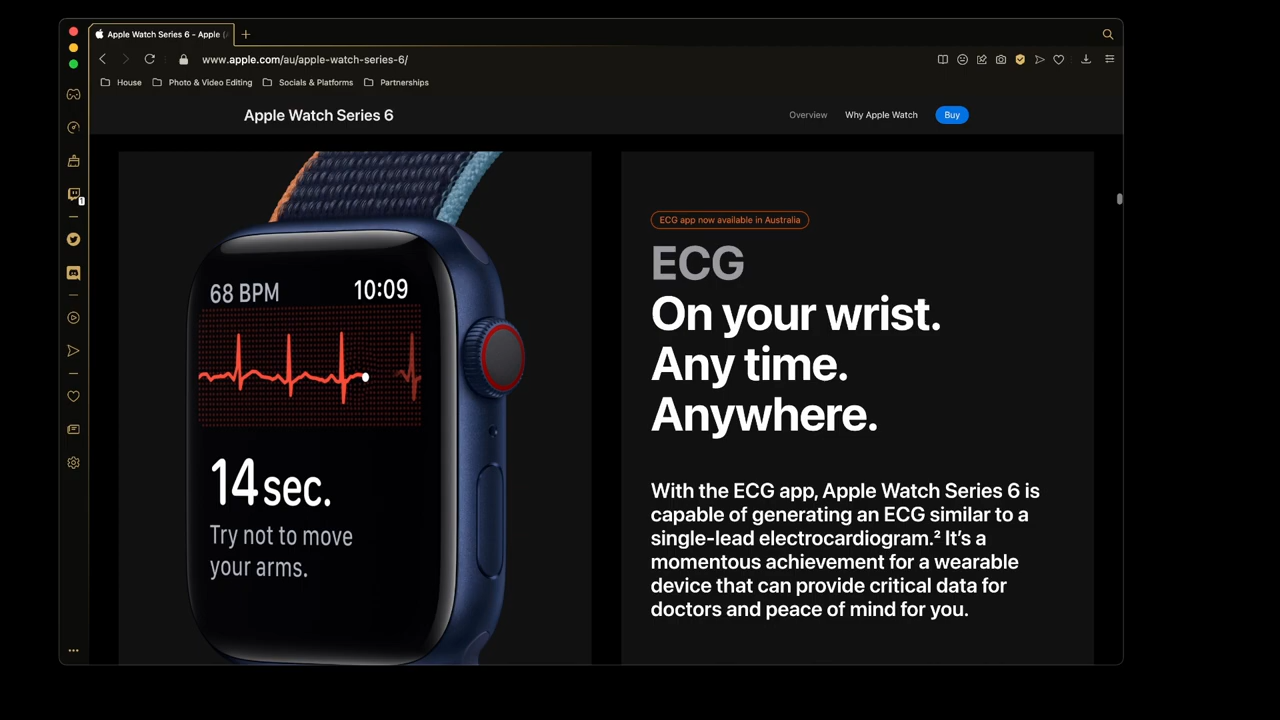 Apple Watch Series 6 - Apple (
www.apple.com/au/apple-watch-series-6/
House
Photo & Video Editing
Socials & Platforms
Partnerships
Apple Watch Series 6
Overview
Why Apple Watch
Buy
1
68 BPM
10:09
14 sec.
Try not to move
your arms.
ECG app now available in Australia
ECG
On your wrist.
Any time.
Anywhere.
With the ECG app, Apple Watch Series 6 is
capable of generating an ECG similar to a
single-lead electrocardiogram.² It’s a
momentous achievement for a wearable
device that can provide critical data for
doctors and peace of mind for you.